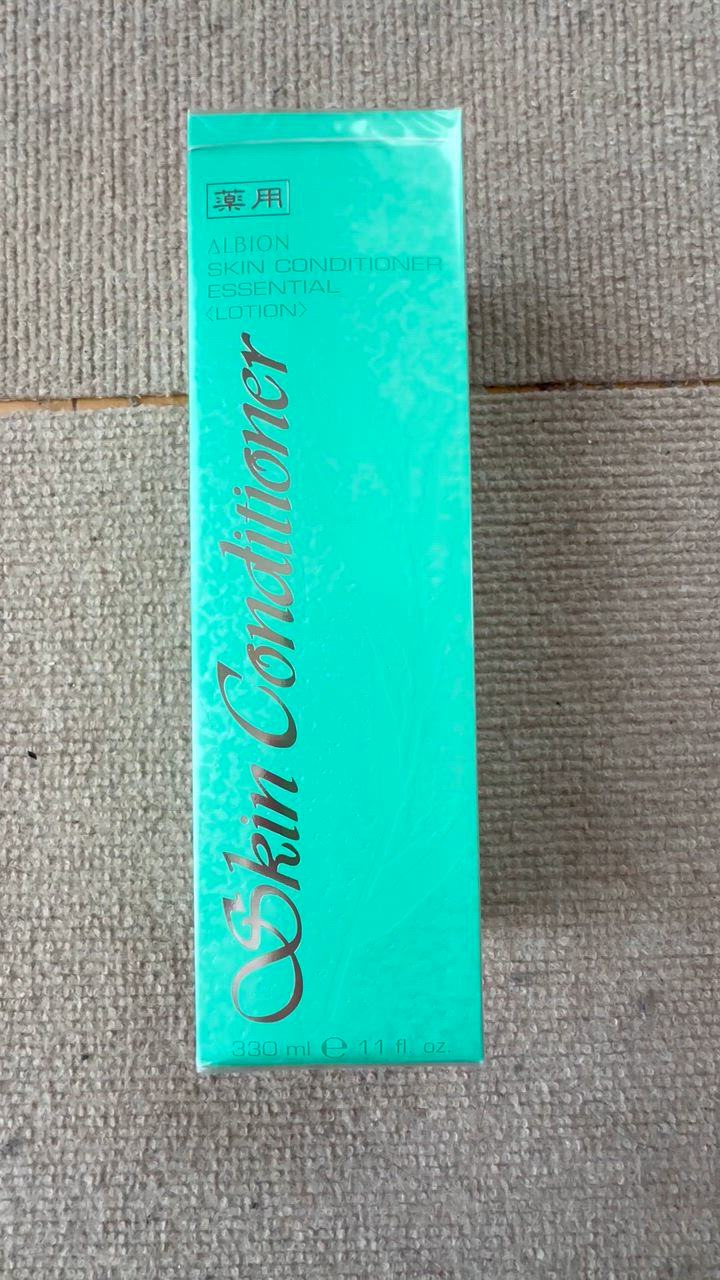 薬用
ALBION
SKIN CONDITIONER
ESSENTIAL
〈LOTION〉
Skin Conditioner
330 ml ℮ 11 fl. oz.